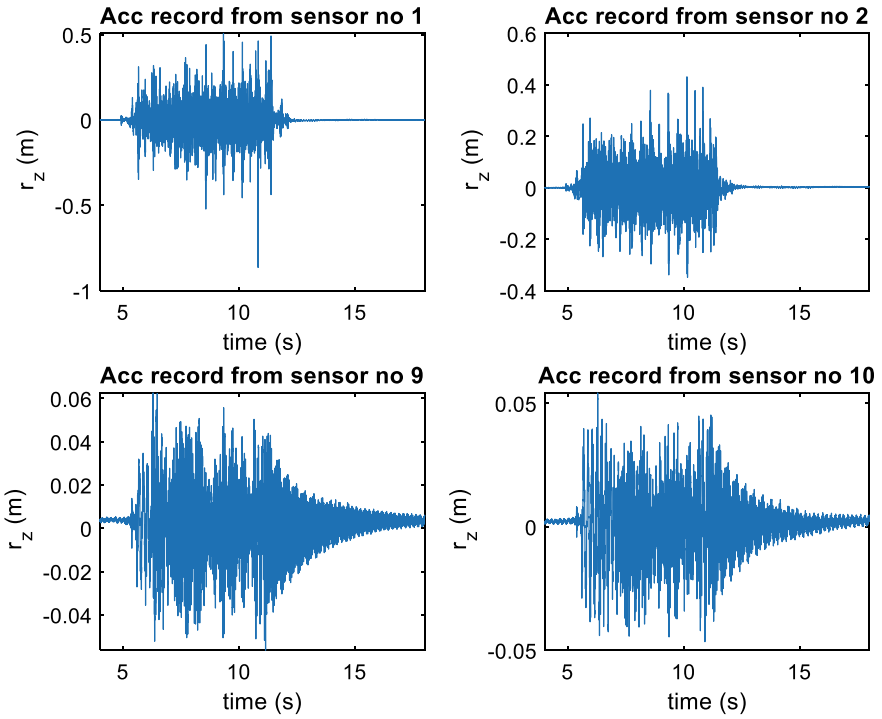 Acc record from sensor no 1
0.5
0
-0.5
-1
r_z (m)
5 10 15
time (s)
Acc record from sensor no 2
0.6
0.4
0.2
0
-0.2
-0.4
r_z (m)
5 10 15
time (s)
Acc record from sensor no 9
0.06
0.04
0.02
0
-0.02
-0.04
r_z (m)
5 10 15
time (s)
Acc record from sensor no 10
0.05
0
-0.05
r_z (m)
5 10 15
time (s)